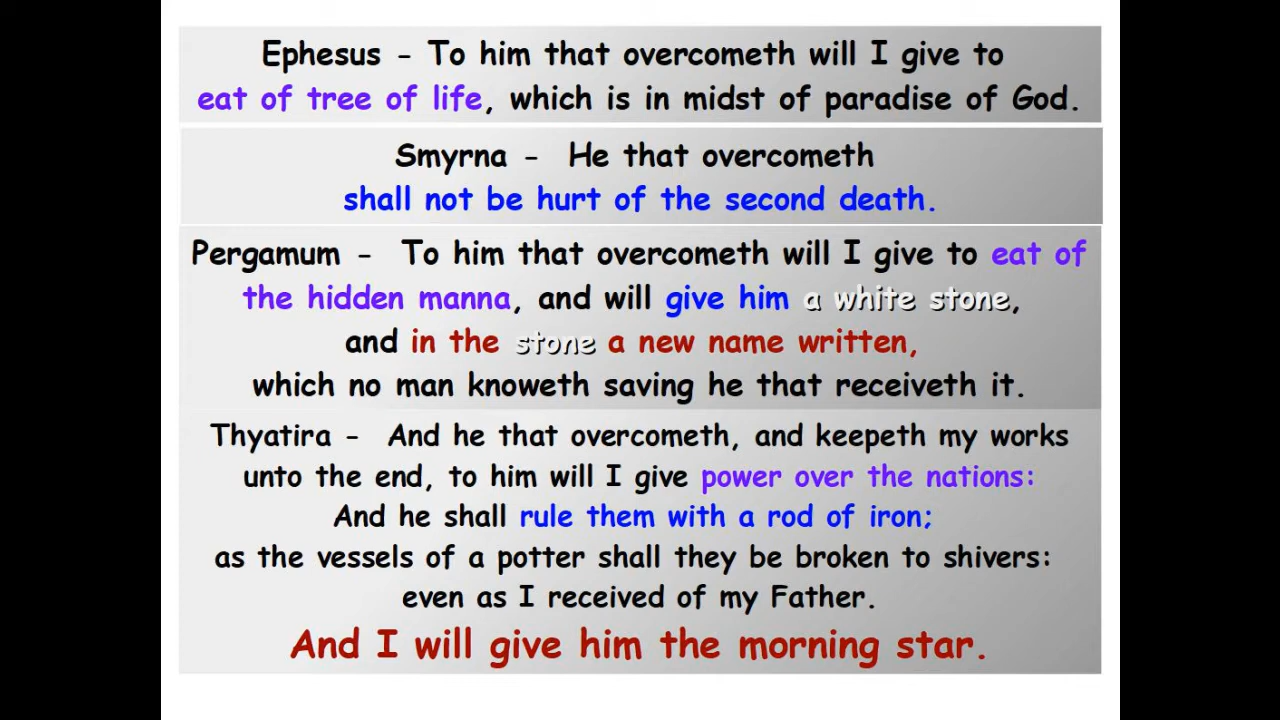 Ephesus - To him that overcometh will I give to
eat of tree of life, which is in midst of paradise of God.
Smyrna - He that overcometh
shall not be hurt of the second death.
Pergamum - To him that overcometh will I give to eat of
the hidden manna, and will give him a white stone,
and in the stone a new name written,
which no man knoweth saving he that receiveth it.
Thyatira - And he that overcometh, and keepeth my works
unto the end, to him will I give power over the nations:
And he shall rule them with a rod of iron;
as the vessels of a potter shall they be broken to shivers:
even as I received of my Father.
And I will give him the morning star.